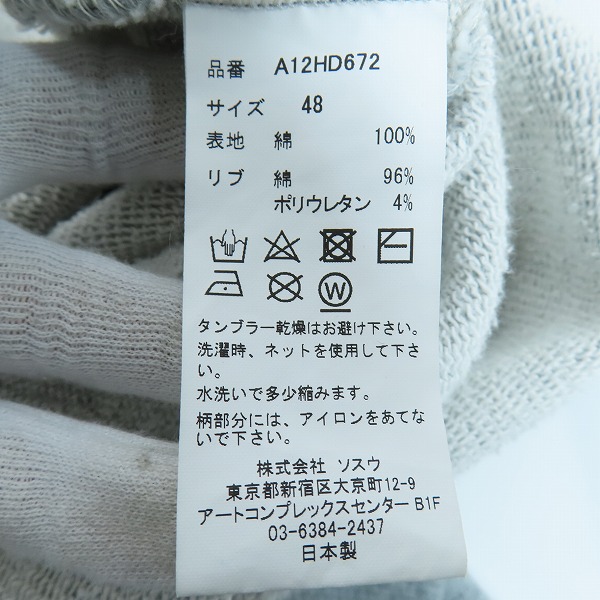 品番 A12HD672
サイズ 48
表地 綿 100%
リブ 綿 96%
ポリウレタン 4%
W
タンブラー乾燥はお避け下さい。
洗濯時、ネットを使用して下さ
い。
水洗いで多少縮みます。
柄部分には、アイロンをあてな
いで下さい。
株式会社 ソスウ
東京都新宿区大京町12-9
アートコンプレックスセンター B1F
03-6384-2437
日本製